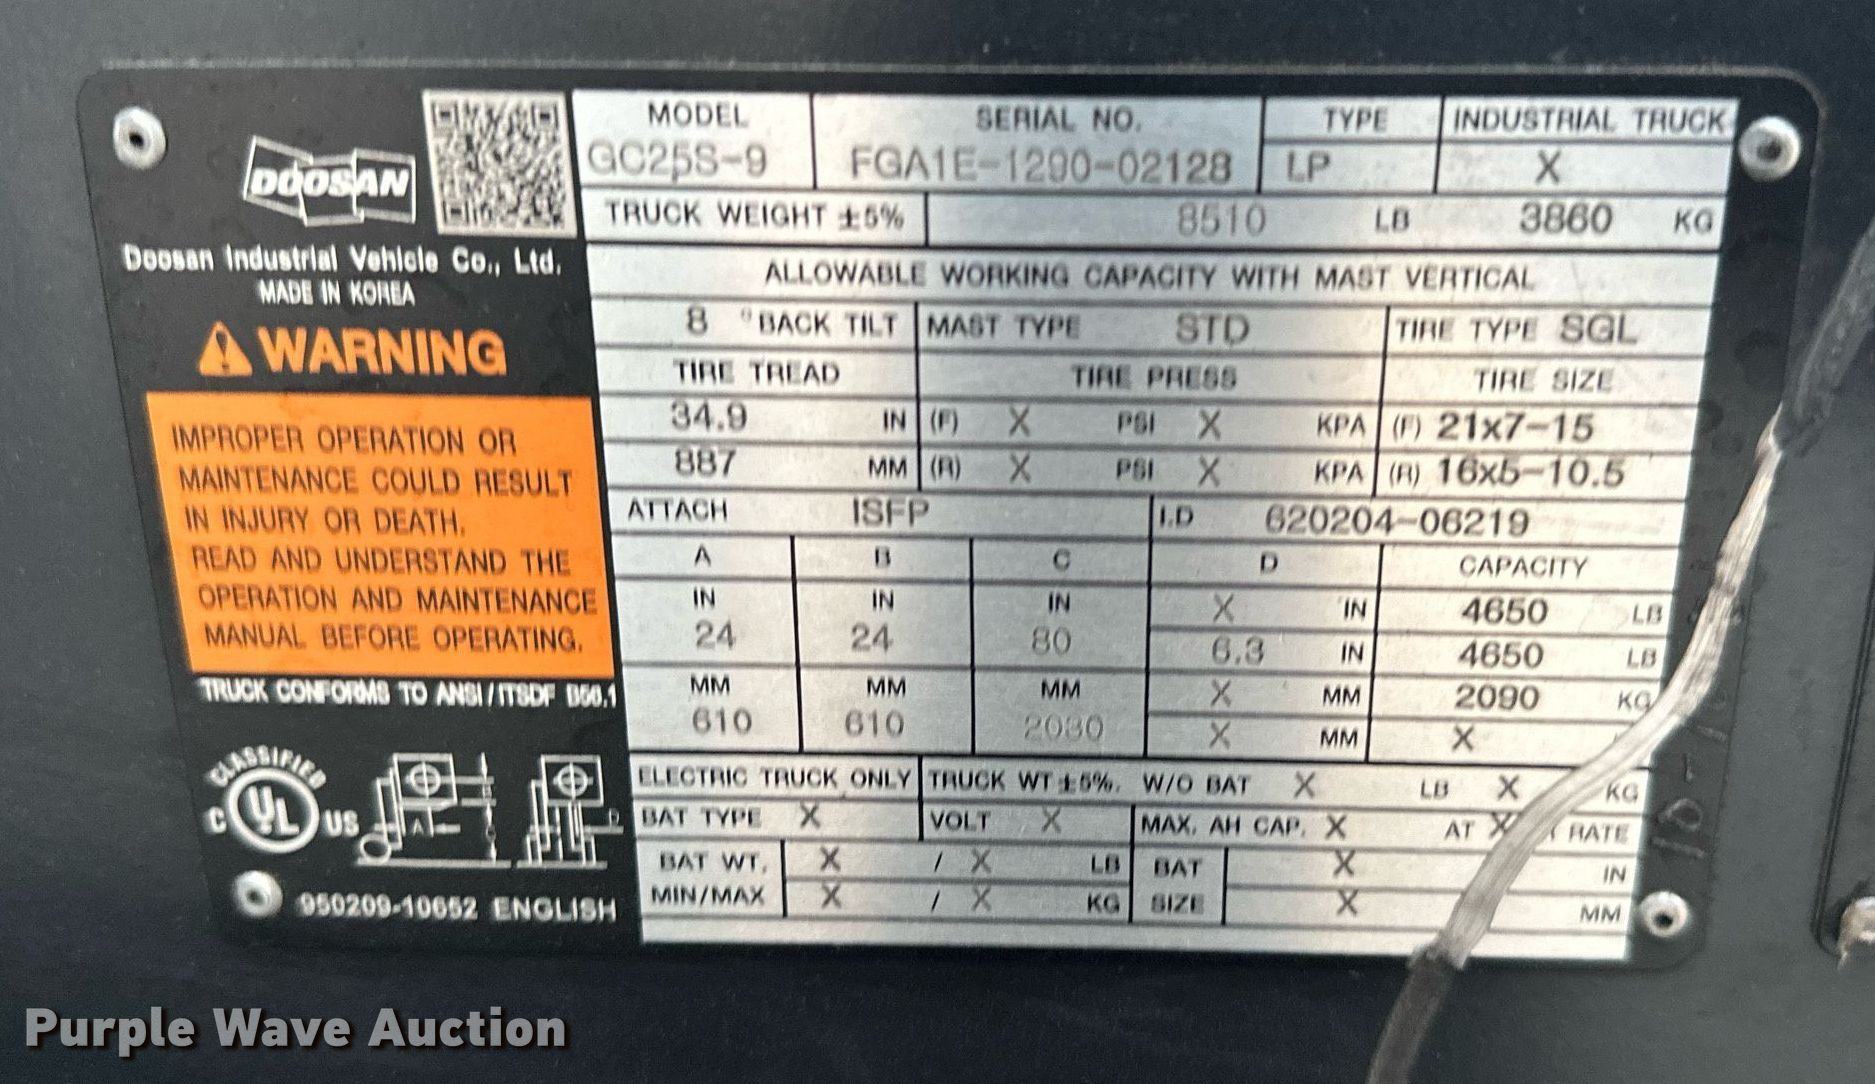 DOOSAN
Doosan Industrial Vehicle Co., Ltd.
MADE IN KOREA
WARNING
IMPROPER OPERATION OR
MAINTENANCE COULD RESULT
IN INJURY OR DEATH.
READ AND UNDERSTAND THE
OPERATION AND MAINTENANCE
MANUAL BEFORE OPERATING.
TRUCK CONFORMS TO ANSI/ITSDF B56.1
CLASSIFIED
C UL US
A B C D
950209-10652 ENGLISH
MODEL SERIAL NO. TYPE INDUSTRIAL TRUCK
GC25S-9 FGA1E-1290-02128 LP X
TRUCK WEIGHT ±5% 8510 LB 3860 KG
ALLOWABLE WORKING CAPACITY WITH MAST VERTICAL
8 °BACK TILT MAST TYPE STD TIRE TYPE SGL
TIRE TREAD TIRE PRESS TIRE SIZE
34.9 IN (F) X PSI X KPA (F) 21x7-15
887 MM (R) X PSI X KPA (R) 16x5-10.5
ATTACH ISFP I.D 620204-06219
A B C D CAPACITY
IN IN IN X IN 4650 LB
24 24 80 6.3 IN 4650 LB
MM MM MM X MM 2090 KG
610 610 2030 X MM X
ELECTRIC TRUCK ONLY TRUCK WT ±5%. W/O BAT X LB X KG
BAT TYPE X VOLT X MAX. AH CAP. X AT X RATE
BAT WT. X / X LB BAT X IN
MIN/MAX X / X KG SIZE X MM
Purple Wave Auction